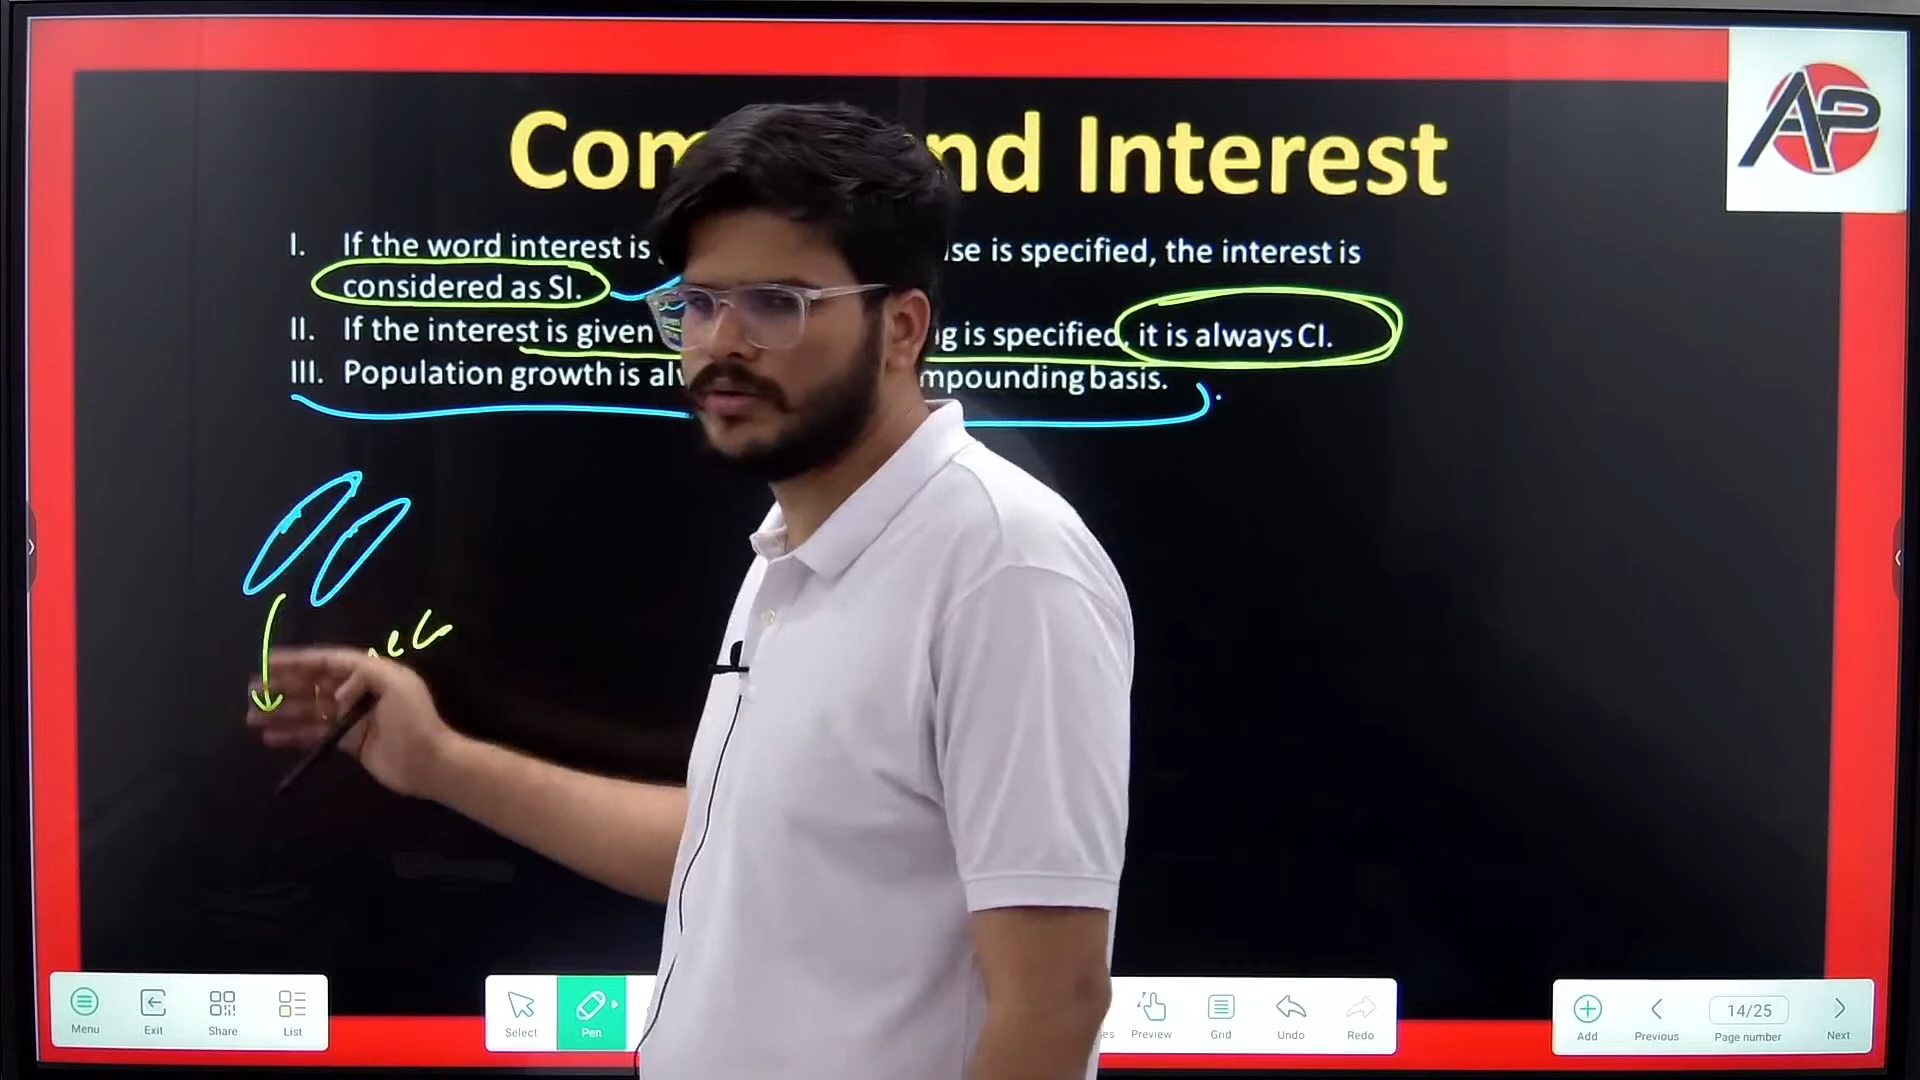 AP
Com nd Interest
I. If the word interest is se is specified, the interest is
considered as SI.
II. If the interest is given g is specified, it is always CI.
III. Population growth is al mpounding basis.
Menu Exit Share List Select Pen es Preview Grid Undo Redo Add Previous 14/25 Page number Next